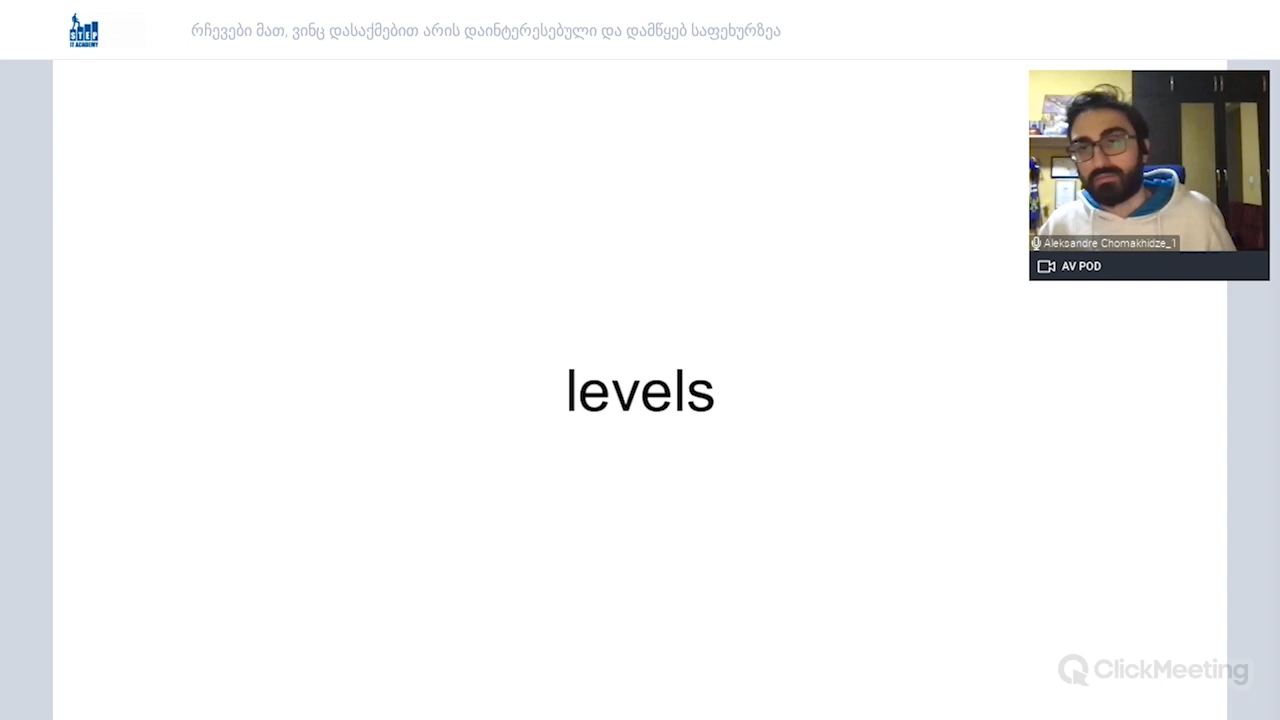 STEP
IT ACADEMY
რჩევები მათ, ვინც დასაქმებით არის დაინტერესებული და დამწყებ საფეხურზეა
Aleksandre Chomakhidze_1
AV POD
levels
ClickMeeting